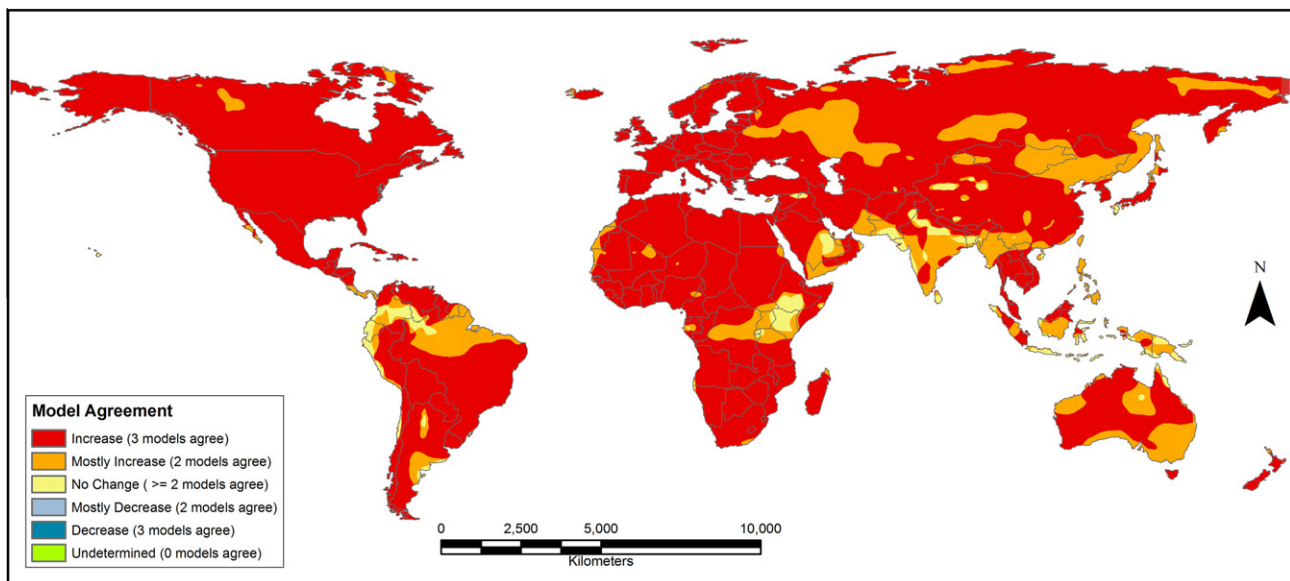 N
Model Agreement
Increase (3 models agree)
Mostly Increase (2 models agree)
No Change ( >= 2 models agree)
Mostly Decrease (2 models agree)
Decrease (3 models agree)
Undetermined (0 models agree)
0 2,500 5,000 10,000
Kilometers